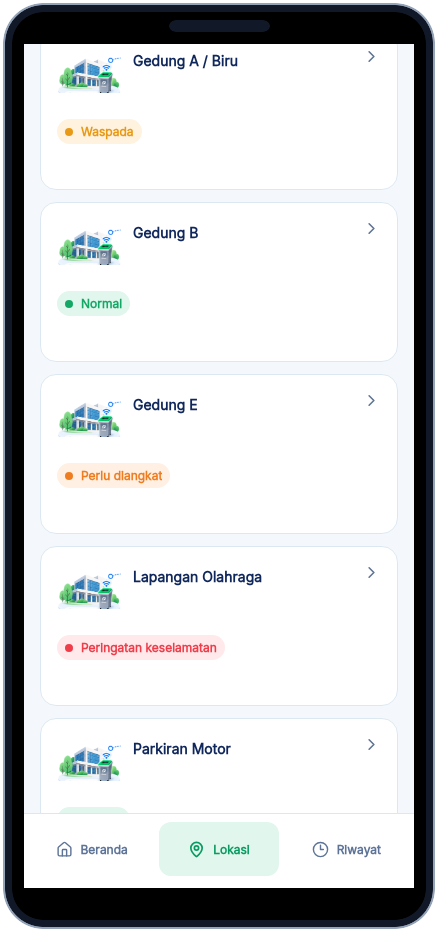 Gedung A / Biru
Waspada
Gedung B
Normal
Gedung E
Perlu diangkat
Lapangan Olahraga
Peringatan keselamatan
Parkiran Motor
Beranda
Lokasi
Riwayat